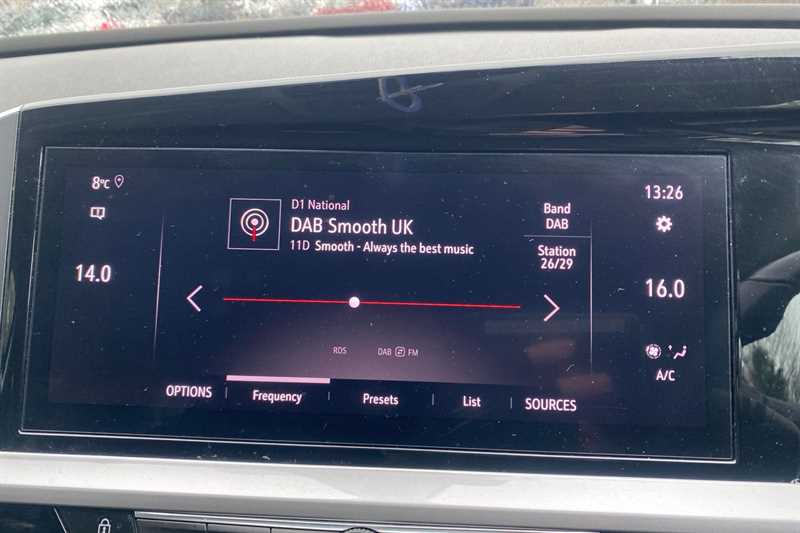 8°C
14.0
D1 National
DAB Smooth UK
11D Smooth - Always the best music
Band
DAB
Station
26/29
13:26
16.0
A/C
RDS
DAB FM
OPTIONS
Frequency
Presets
List
SOURCES